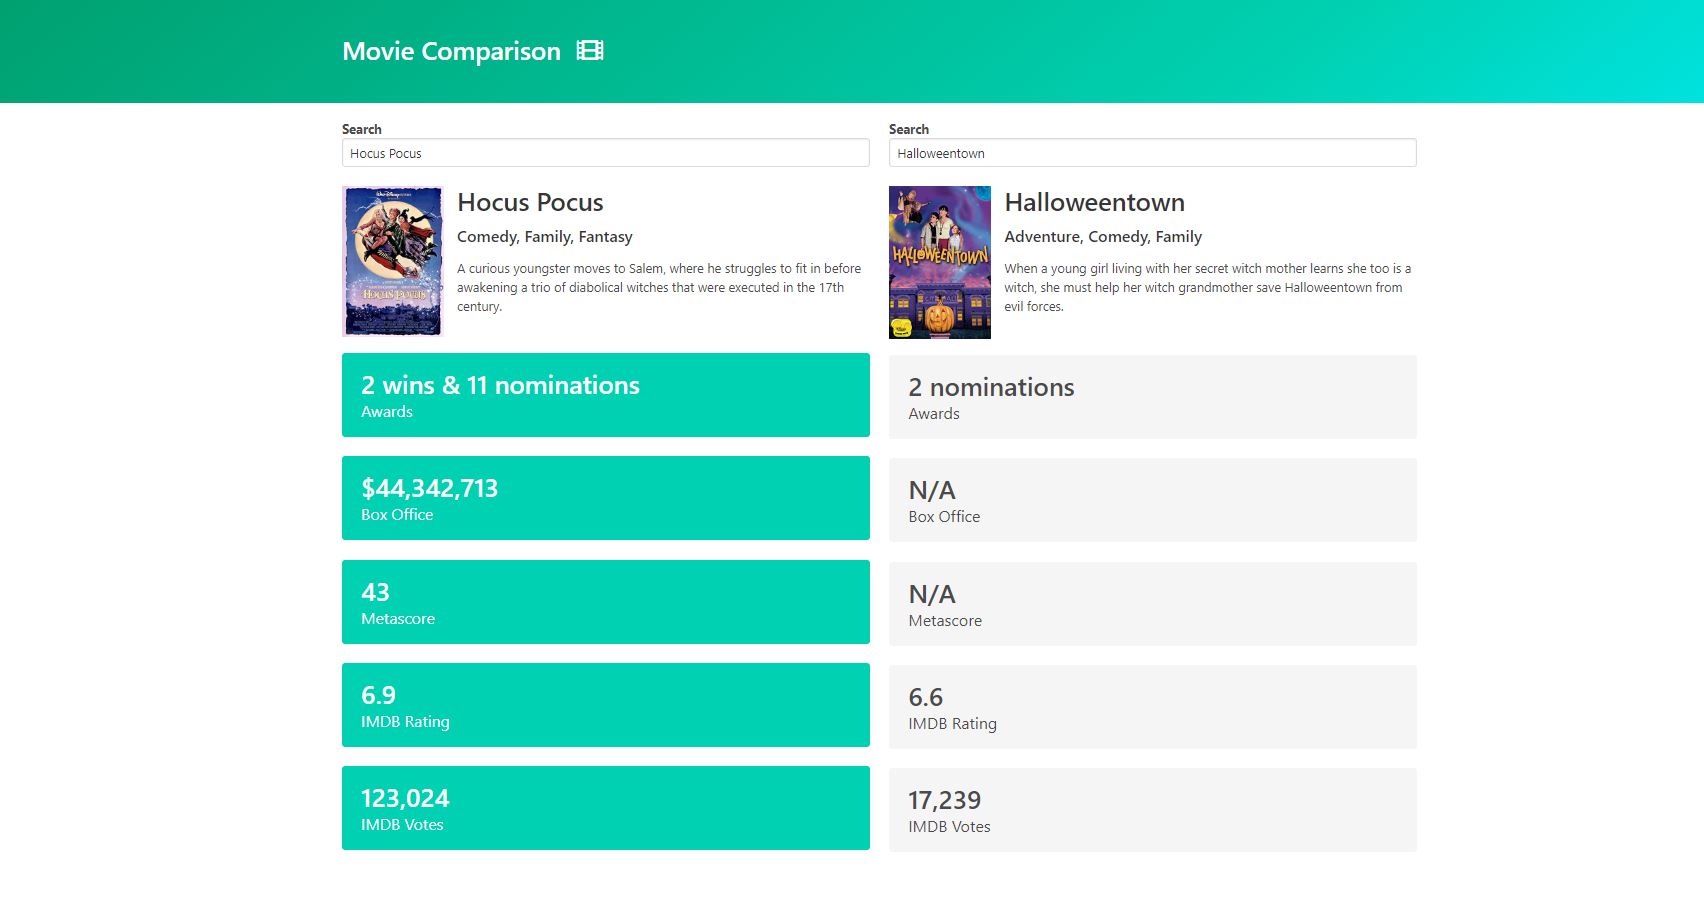 Movie Comparison
Search
Hocus Pocus
Search
Halloweentown
Hocus Pocus
Comedy, Family, Fantasy
A curious youngster moves to Salem, where he struggles to fit in before
awakening a trio of diabolical witches that were executed in the 17th
century.
HOCUS POCUS
Halloweentown
Adventure, Comedy, Family
When a young girl living with her secret witch mother learns she too is a
witch, she must help her witch grandmother save Halloweentown from
evil forces.
HALLOWEENTOWN
2 wins & 11 nominations
Awards
$44,342,713
Box Office
43
Metascore
6.9
IMDB Rating
123,024
IMDB Votes
2 nominations
Awards
N/A
Box Office
N/A
Metascore
6.6
IMDB Rating
17,239
IMDB Votes